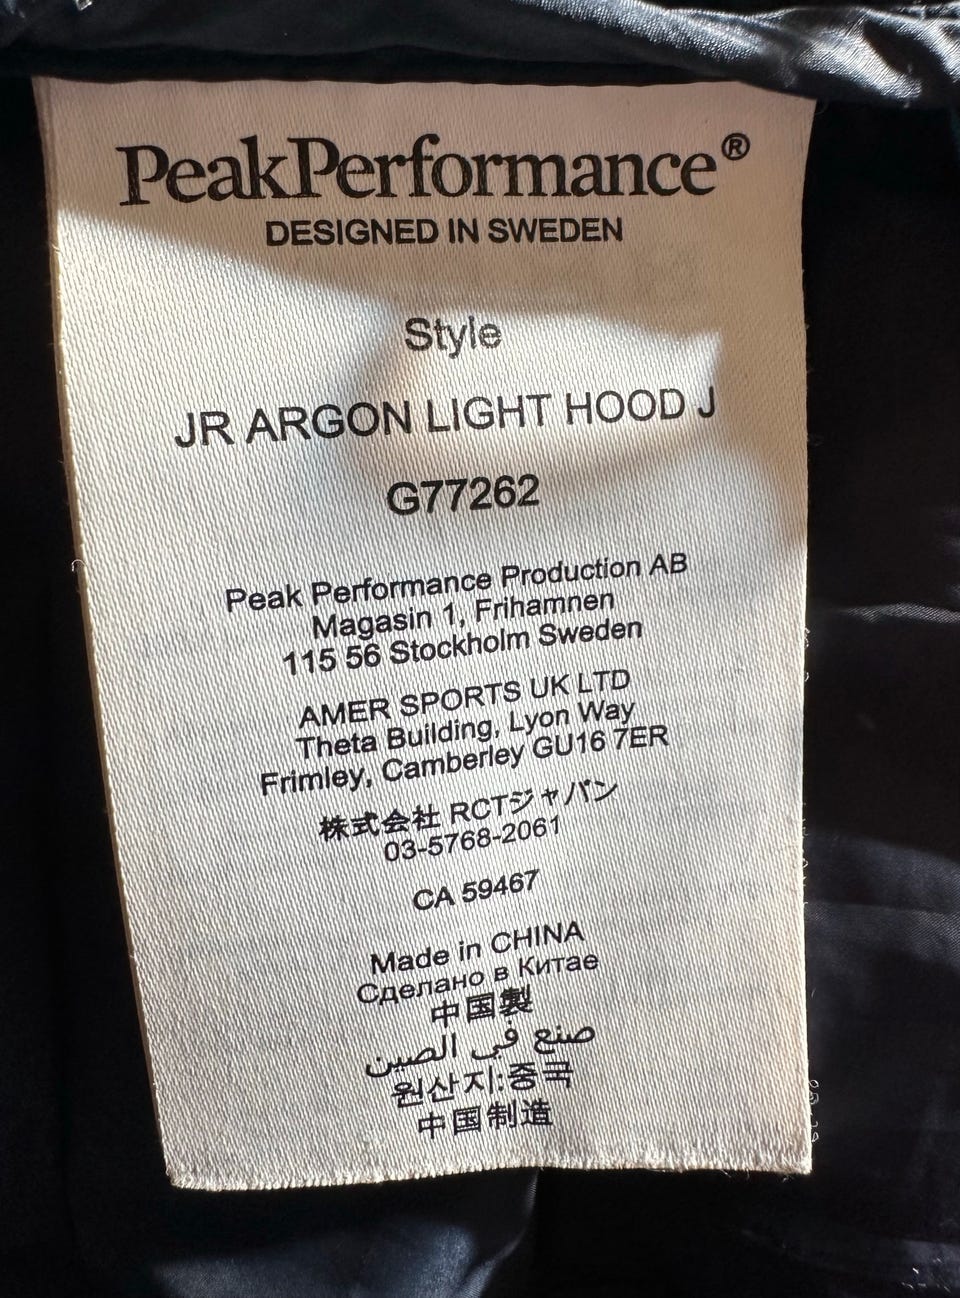 PeakPerformance®
DESIGNED IN SWEDEN
Style
JR ARGON LIGHT HOOD J
G77262
Peak Performance Production AB
Magasin 1, Frihamnen
115 56 Stockholm Sweden
AMER SPORTS UK LTD
Theta Building, Lyon Way
Frimley, Camberley GU16 7ER
株式会社 RCTジャパン
03-5768-2061
CA 59467
Made in CHINA
Сделано в Китае
中国製
صنع في الصين
원산지:중국
中国制造